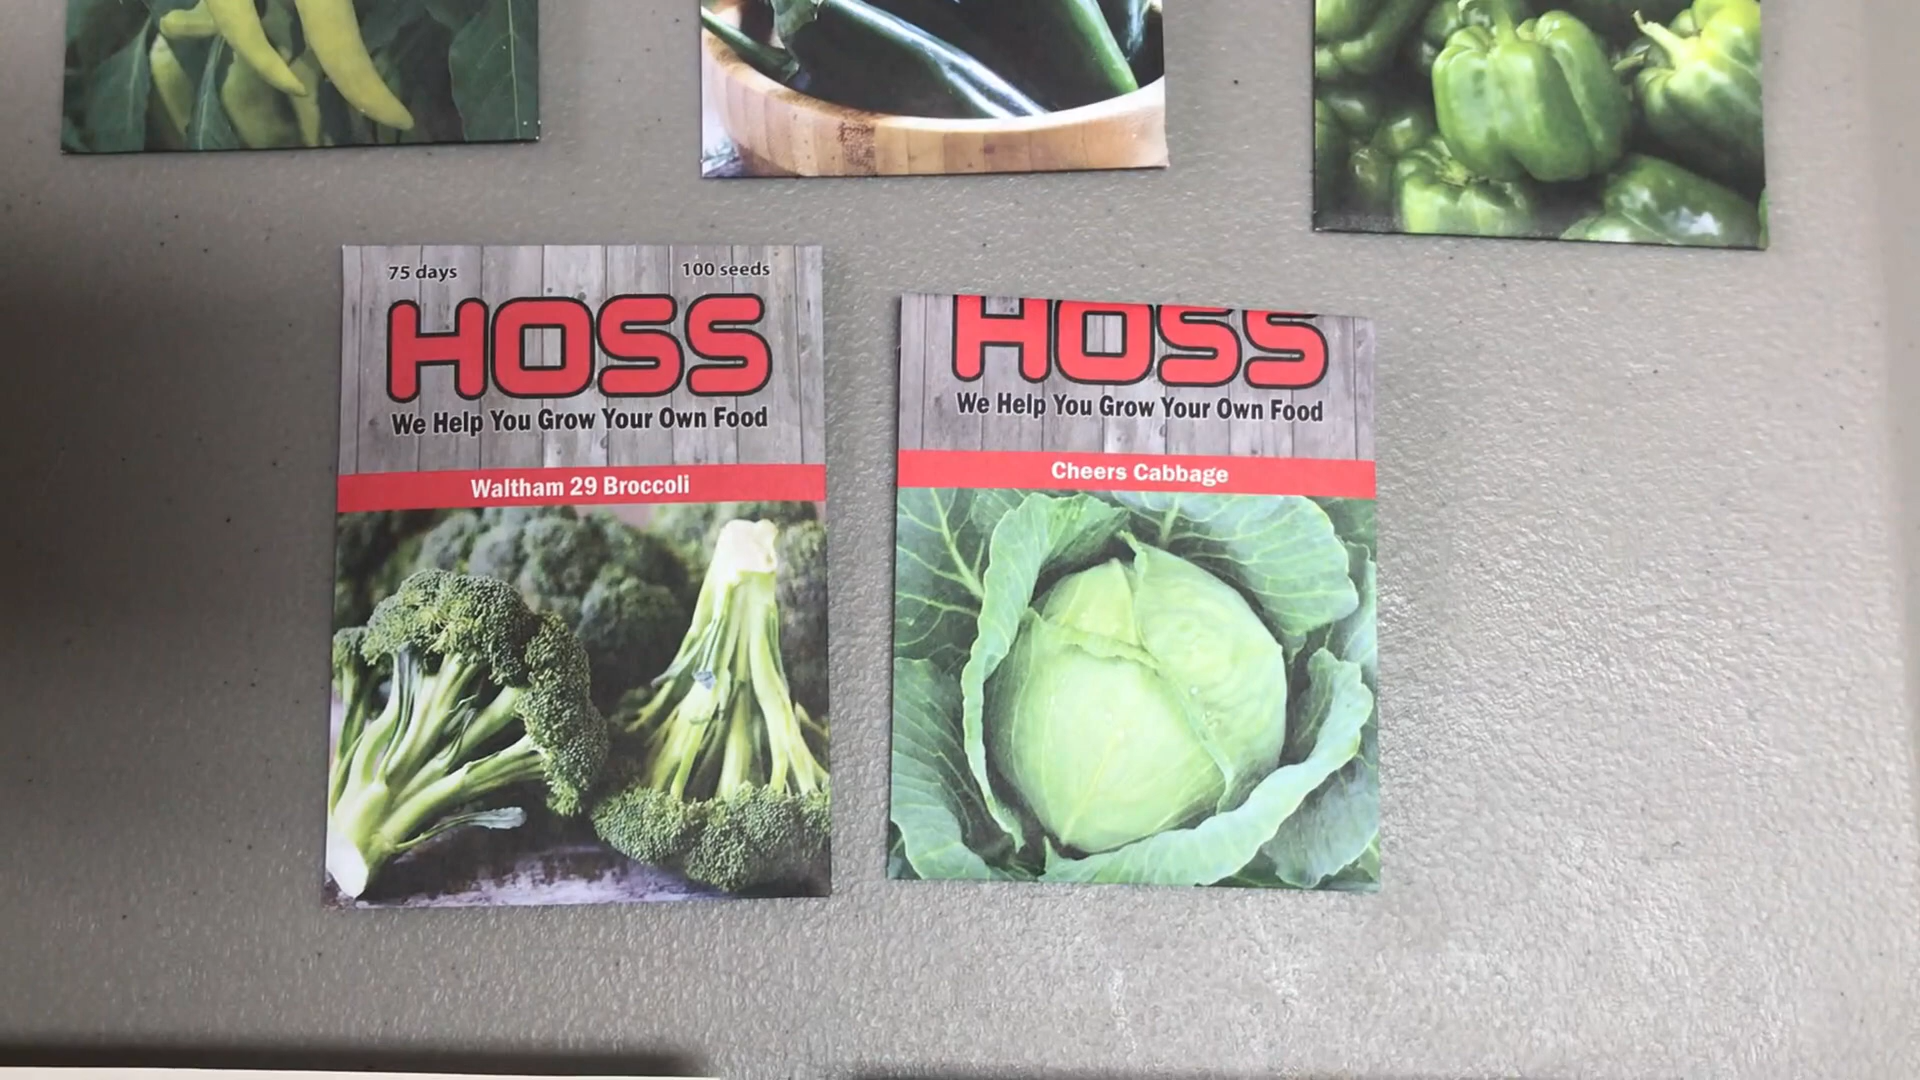 75 days 100 seeds
HOSS
We Help You Grow Your Own Food
Waltham 29 Broccoli
HOSS
We Help You Grow Your Own Food
Cheers Cabbage